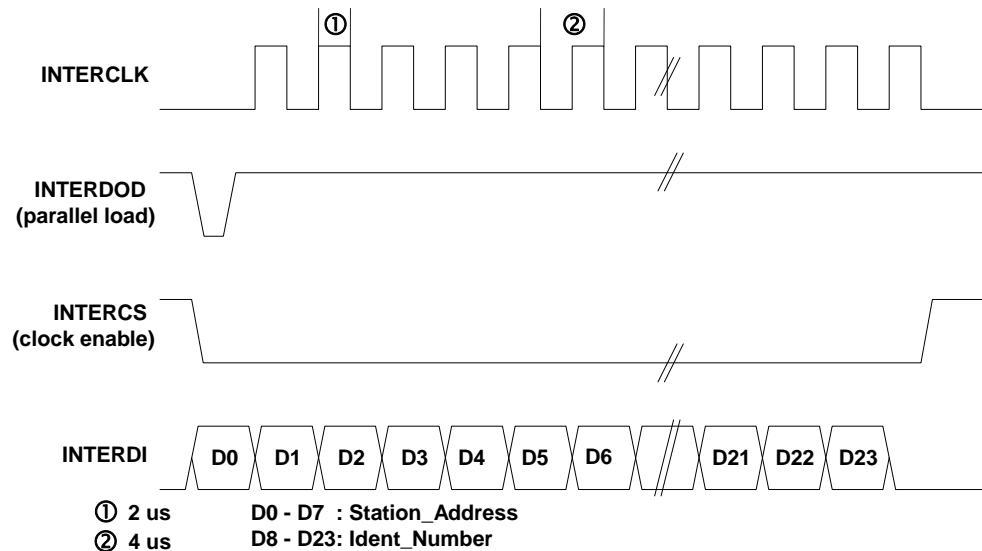 ① ②
INTERCLK
INTERDOD
(parallel load)
INTERCS
(clock enable)
INTERDI D0 D1 D2 D3 D4 D5 D6 D21 D22 D23
① 2 us D0 - D7 : Station_Address
② 4 us D8 - D23: Ident_Number